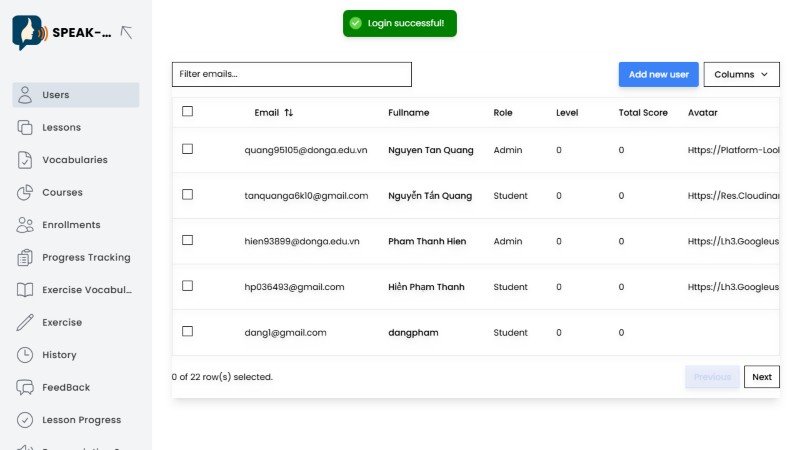 Login successful!
SPEAK-...
Users
Lessons
Vocabularies
Courses
Enrollments
Progress Tracking
Exercise Vocabul...
Exercise
History
FeedBack
Lesson Progress
Filter emails...
Add new user
Columns
Email Fullname Role Level Total Score Avatar
quang95105@donga.edu.vn Nguyen Tan Quang Admin 0 0 Https://Platform-Loo
tanquanga6k10@gmail.com Nguyễn Tấn Quang Student 0 0 Https://Res.Cloudina
hien93899@donga.edu.vn Pham Thanh Hien Admin 0 0 Https://Lh3.Googleus
hp036493@gmail.com Hiền Phạm Thanh Student 0 0 Https://Lh3.Googleus
dang1@gmail.com dangpham Student 0 0
0 of 22 row(s) selected.
Previous
Next